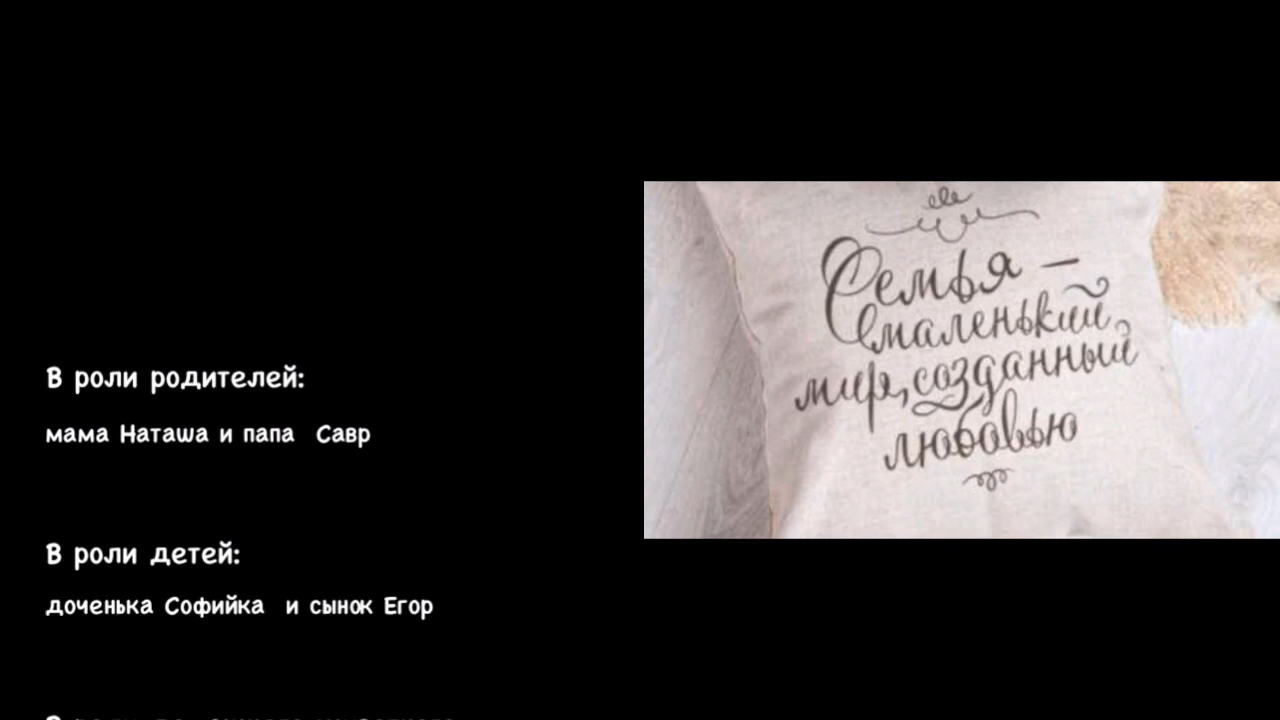 В роли родителей:
мама Наташа и папа Савр
В роли детей:
доченька Софийка и сынок Егор
Семья –
маленький
мир, созданный
любовью